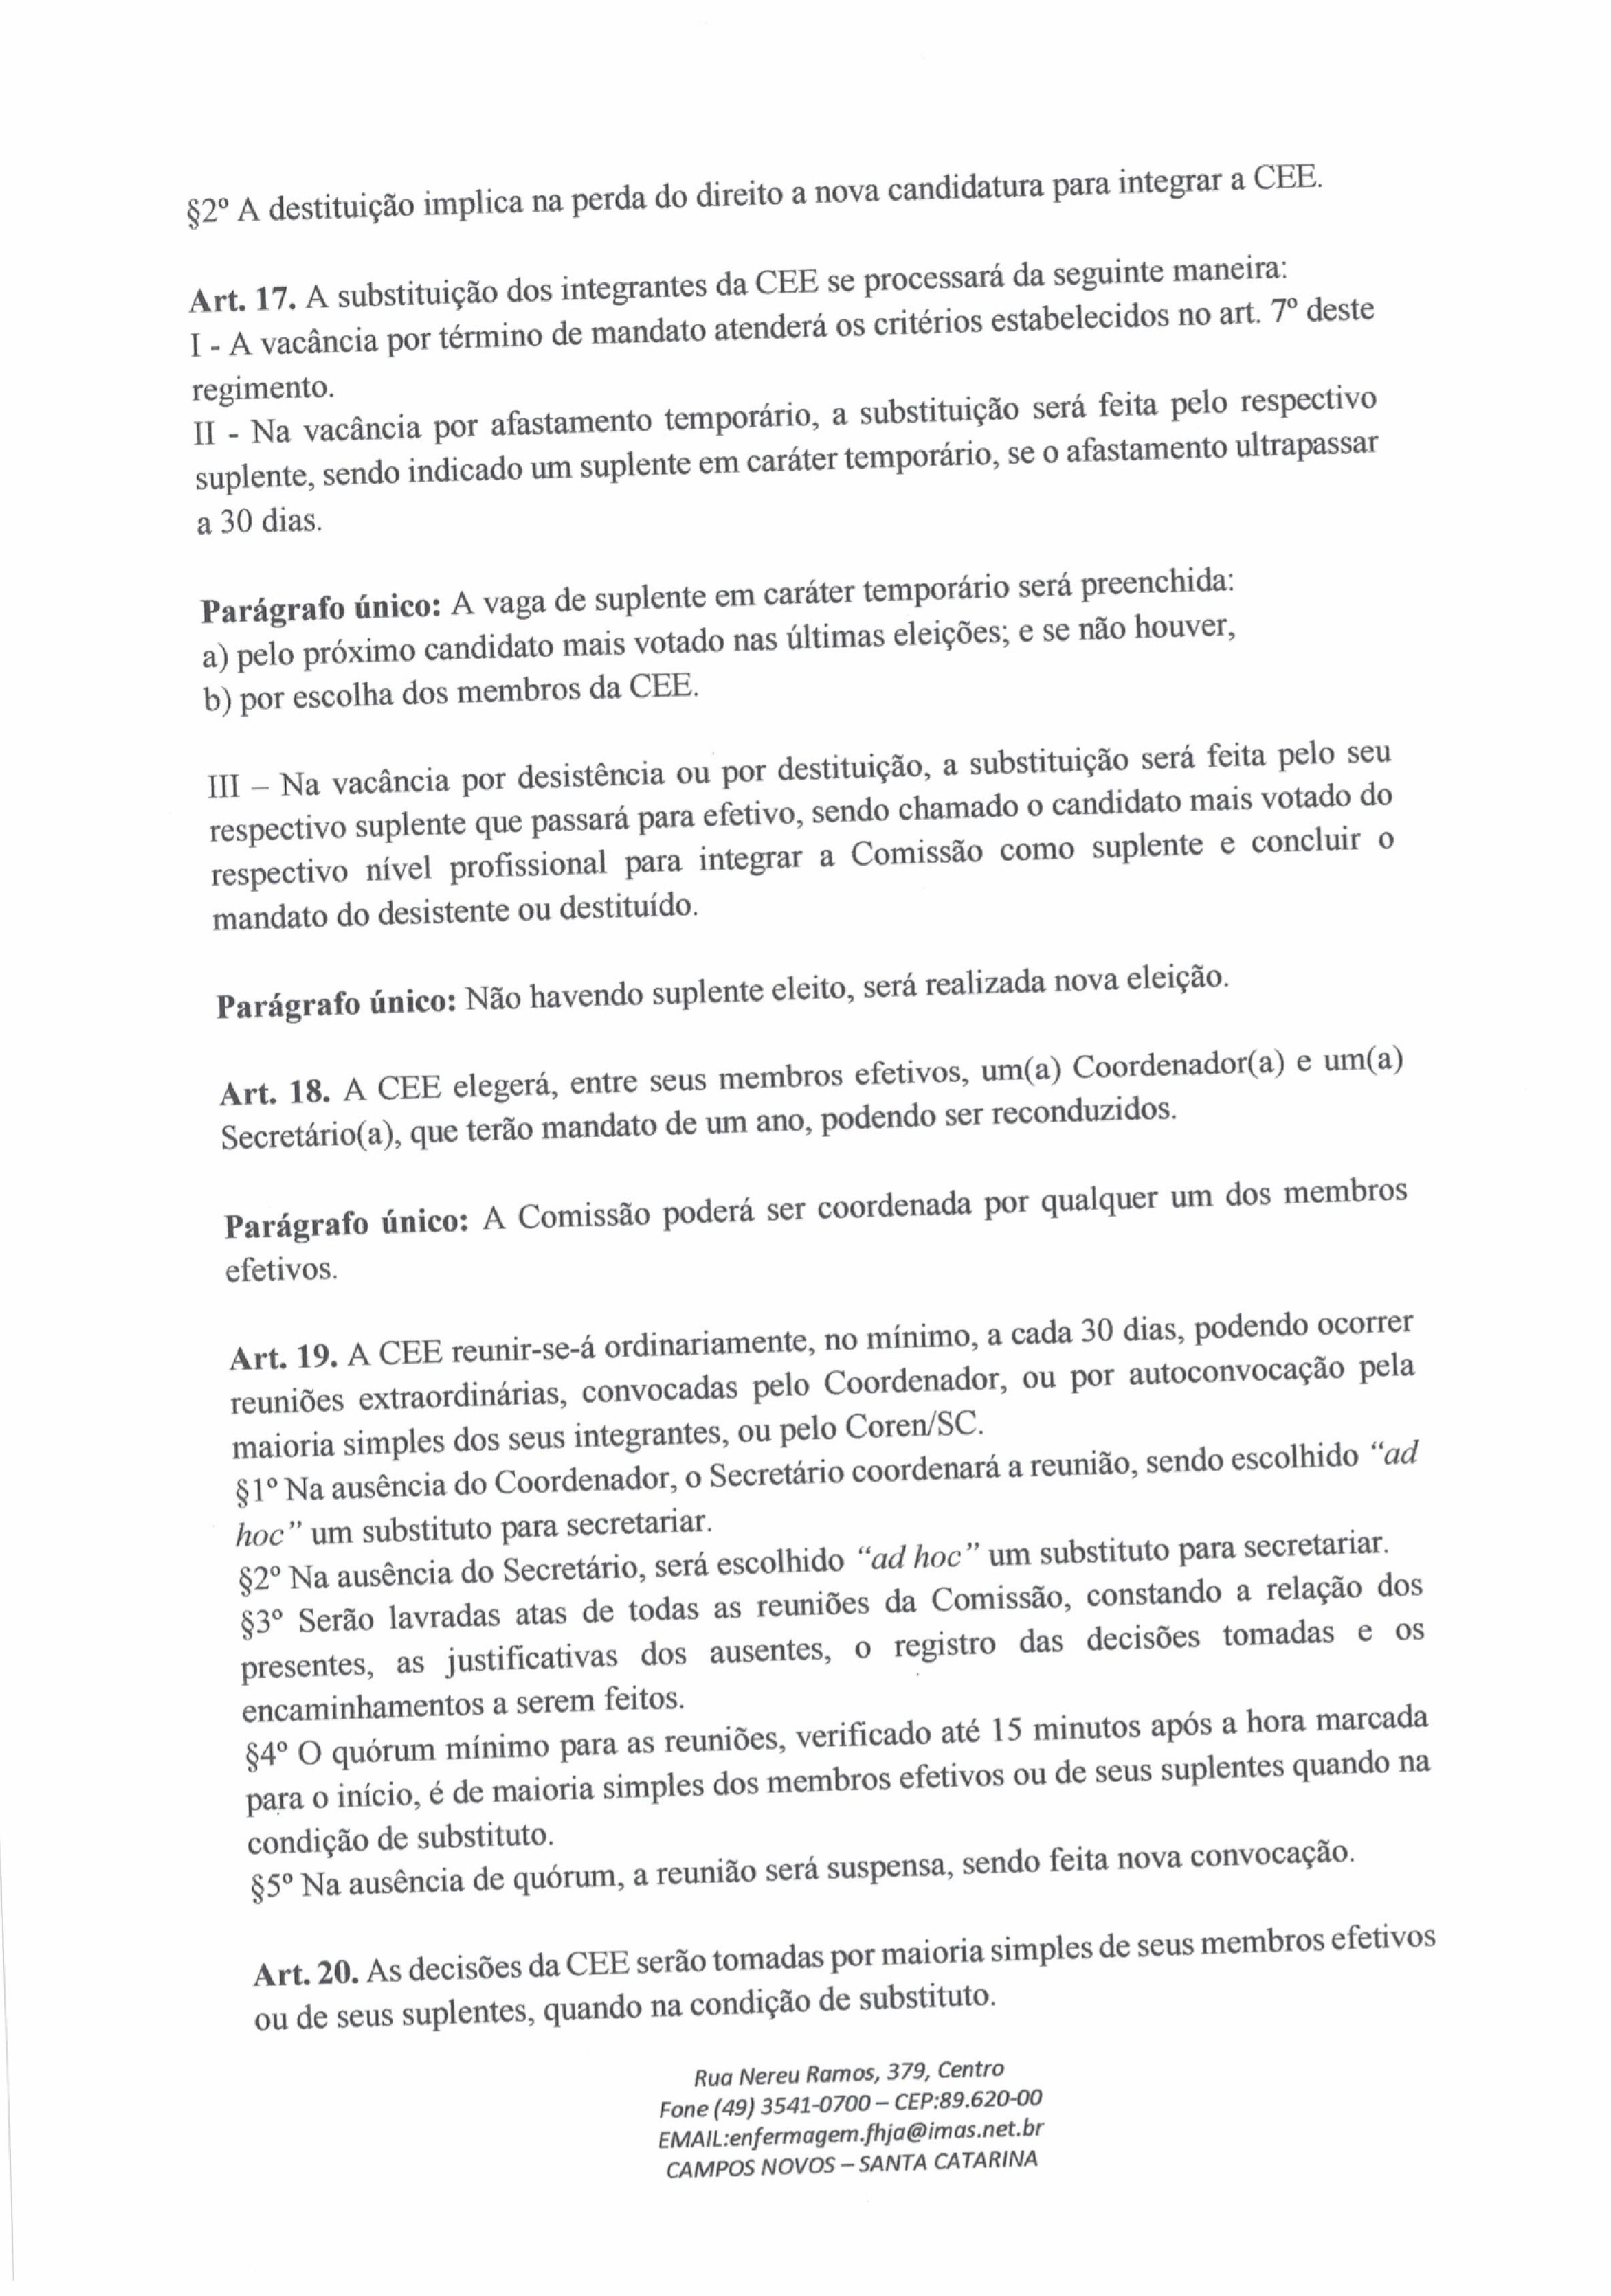 §2º A destituição implica na perda do direito a nova candidatura para integrar a CEE.
Art. 17. A substituição dos integrantes da CEE se processará da seguinte maneira:
I - A vacância por término de mandato atenderá os critérios estabelecidos no art. 7º deste
regimento.
II - Na vacância por afastamento temporário, a substituição será feita pelo respectivo
suplente, sendo indicado um suplente em caráter temporário, se o afastamento ultrapassar
a 30 dias.
Parágrafo único: A vaga de suplente em caráter temporário será preenchida:
a) pelo próximo candidato mais votado nas últimas eleições; e se não houver,
b) por escolha dos membros da CEE.
III – Na vacância por desistência ou por destituição, a substituição será feita pelo seu
respectivo suplente que passará para efetivo, sendo chamado o candidato mais votado do
respectivo nível profissional para integrar a Comissão como suplente e concluir o
mandato do desistente ou destituído.
Parágrafo único: Não havendo suplente eleito, será realizada nova eleição.
Art. 18. A CEE elegerá, entre seus membros efetivos, um(a) Coordenador(a) e um(a)
Secretário(a), que terão mandato de um ano, podendo ser reconduzidos.
Parágrafo único: A Comissão poderá ser coordenada por qualquer um dos membros
efetivos.
Art. 19. A CEE reunir-se-á ordinariamente, no mínimo, a cada 30 dias, podendo ocorrer
reuniões extraordinárias, convocadas pelo Coordenador, ou por autoconvocação pela
maioria simples dos seus integrantes, ou pelo Coren/SC.
§1º Na ausência do Coordenador, o Secretário coordenará a reunião, sendo escolhido "ad
hoc" um substituto para secretariar.
§2º Na ausência do Secretário, será escolhido "ad hoc" um substituto para secretariar.
§3º Serão lavradas atas de todas as reuniões da Comissão, constando a relação dos
presentes, as justificativas dos ausentes, o registro das decisões tomadas e os
encaminhamentos a serem feitos.
§4º O quórum mínimo para as reuniões, verificado até 15 minutos após a hora marcada
para o início, é de maioria simples dos membros efetivos ou de seus suplentes quando na
condição de substituto.
§5º Na ausência de quórum, a reunião será suspensa, sendo feita nova convocação.
Art. 20. As decisões da CEE serão tomadas por maioria simples de seus membros efetivos
ou de seus suplentes, quando na condição de substituto.
Rua Nereu Ramos, 379, Centro
Fone (49) 3541-0700 – CEP:89.620-00
EMAIL:enfermagem.fhja@imas.net.br
CAMPOS NOVOS – SANTA CATARINA